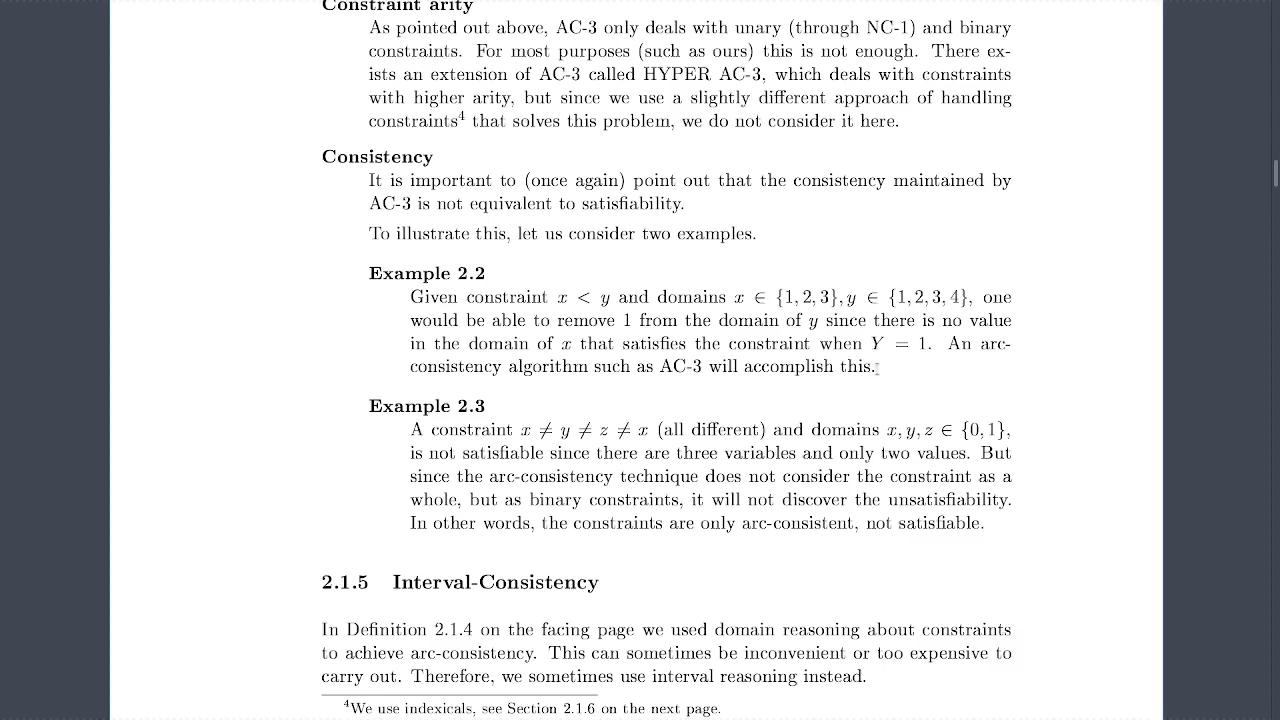 Constraint arity
As pointed out above, AC-3 only deals with unary (through NC-1) and binary
constraints. For most purposes (such as ours) this is not enough. There ex-
ists an extension of AC-3 called HYPER AC-3, which deals with constraints
with higher arity, but since we use a slightly different approach of handling
constraints⁴ that solves this problem, we do not consider it here.
Consistency
It is important to (once again) point out that the consistency maintained by
AC-3 is not equivalent to satisfiability.
To illustrate this, let us consider two examples.
Example 2.2
Given constraint x < y and domains x ∈ {1, 2, 3}, y ∈ {1, 2, 3, 4}, one
would be able to remove 1 from the domain of y since there is no value
in the domain of x that satisfies the constraint when Y = 1. An arc-
consistency algorithm such as AC-3 will accomplish this.
Example 2.3
A constraint x ≠ y ≠ z ≠ x (all different) and domains x, y, z ∈ {0, 1},
is not satisfiable since there are three variables and only two values. But
since the arc-consistency technique does not consider the constraint as a
whole, but as binary constraints, it will not discover the unsatisfiability.
In other words, the constraints are only arc-consistent, not satisfiable.
2.1.5 Interval-Consistency
In Definition 2.1.4 on the facing page we used domain reasoning about constraints
to achieve arc-consistency. This can sometimes be inconvenient or too expensive to
carry out. Therefore, we sometimes use interval reasoning instead.
⁴We use indexicals, see Section 2.1.6 on the next page.